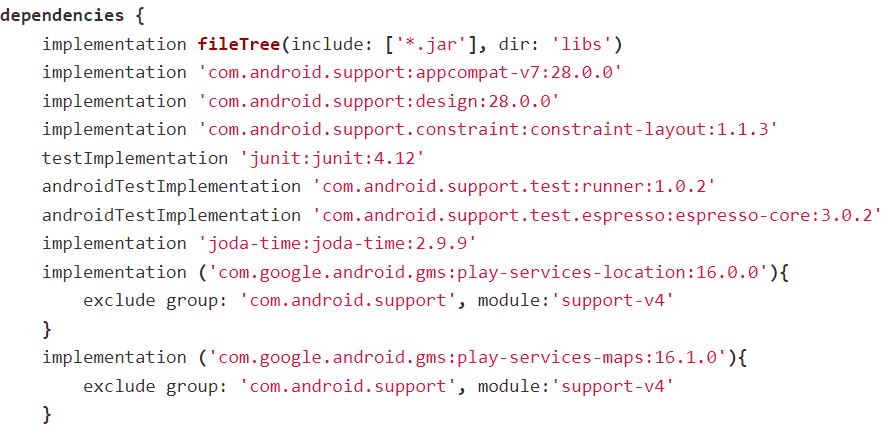 dependencies {
    implementation fileTree(include: ['*.jar'], dir: 'libs')
    implementation 'com.android.support:appcompat-v7:28.0.0'
    implementation 'com.android.support:design:28.0.0'
    implementation 'com.android.support.constraint:constraint-layout:1.1.3'
    testImplementation 'junit:junit:4.12'
    androidTestImplementation 'com.android.support.test:runner:1.0.2'
    androidTestImplementation 'com.android.support.test.espresso:espresso-core:3.0.2'
    implementation 'joda-time:joda-time:2.9.9'
    implementation ('com.google.android.gms:play-services-location:16.0.0'){
        exclude group: 'com.android.support', module:'support-v4'
    }
    implementation ('com.google.android.gms:play-services-maps:16.1.0'){
        exclude group: 'com.android.support', module:'support-v4'
    }